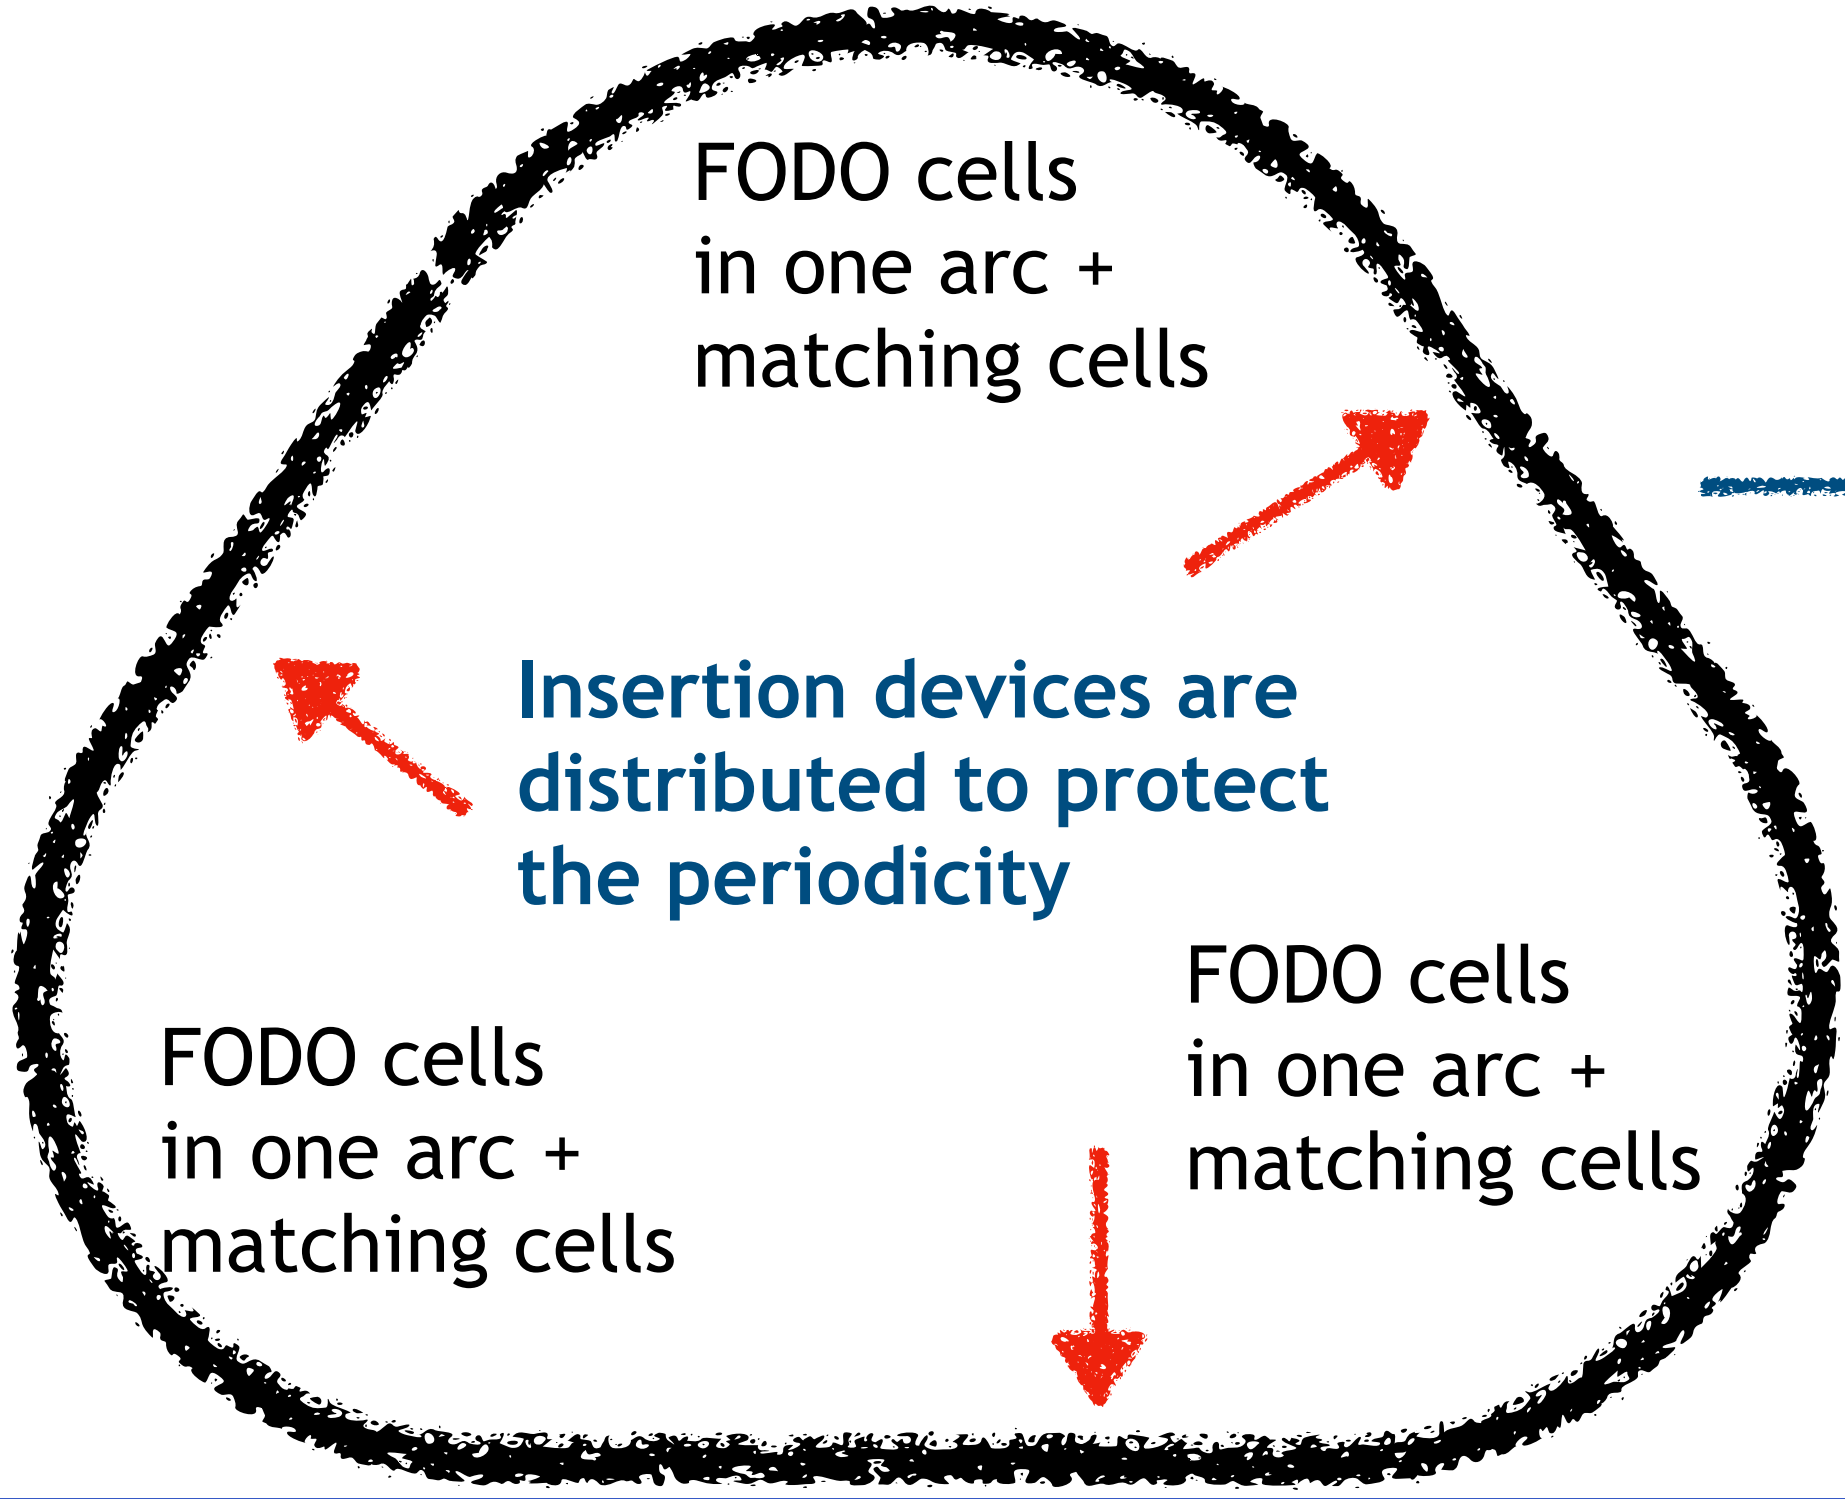 FODO cells
in one arc +
matching cells
Insertion devices are
distributed to protect
the periodicity
FODO cells
in one arc +
matching cells
FODO cells
in one arc +
matching cells